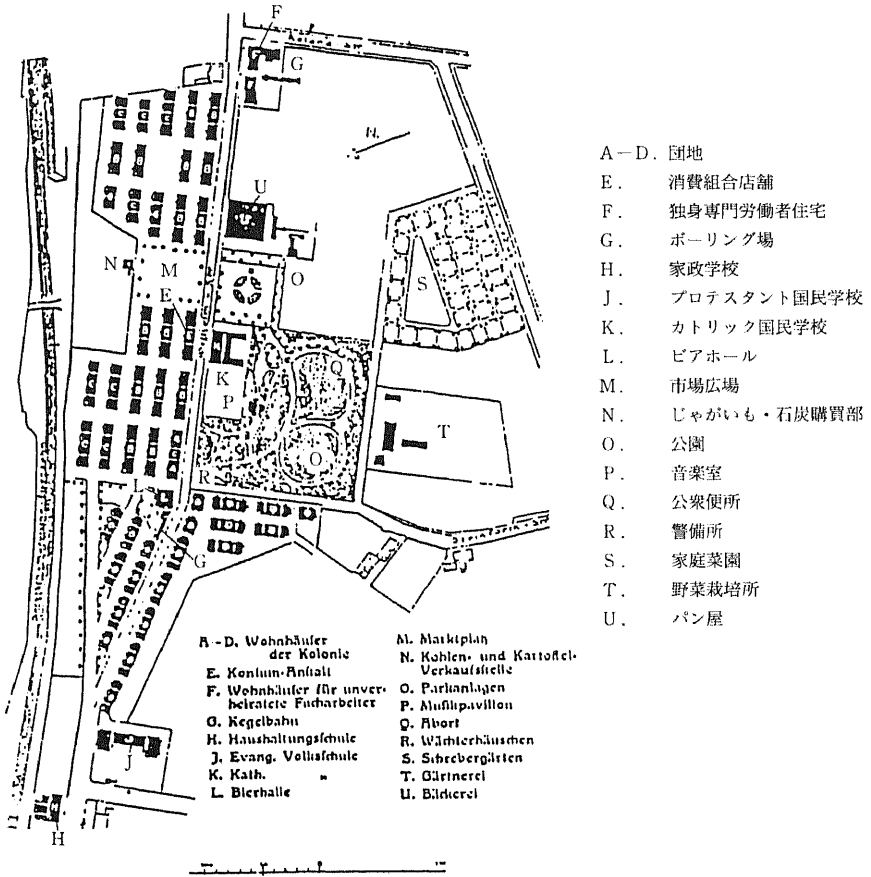 F
G
U
N
M
E
O
S
K
P
Q
T
O
R
L
G
J
H
A-D. 団地
E. 消費組合店舗
F. 独身専門労働者住宅
G. ボーリング場
H. 家政学校
J. プロテスタント国民学校
K. カトリック国民学校
L. ビアホール
M. 市場広場
N. じゃがいも・石炭購買部
O. 公園
P. 音楽室
Q. 公衆便所
R. 警備所
S. 家庭菜園
T. 野菜栽培所
U. パン屋
A-D. Wohnhäuser
der Kolonie
E. Konsum-Anstalt
F. Wohnhäuser für unver-
heiratete Facharbeiter
G. Kegelbahn
H. Haushaltungsschule
J. Evang. Volksschule
K. Kath. "
L. Bierhalle
M. Marktplatz
N. Kohlen- und Kartoffel-
Verkaufsstelle
O. Parkanlagen
P. Musikpavillon
Q. Abort
R. Wächterhäuschen
S. Schrebergärten
T. Gärtnerei
U. Bäckerei